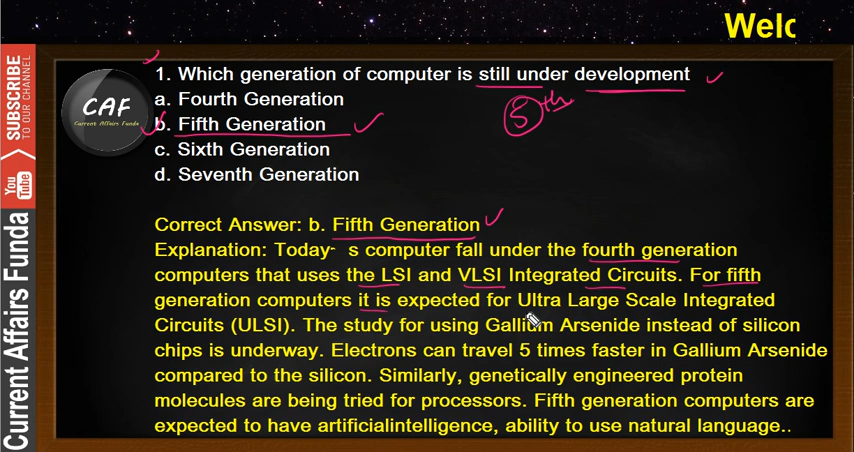 Welc
SUBSCRIBE
TO OUR CHANNEL
You Tube
Current Affairs Funda
CAF
Current Affairs Funda
1. Which generation of computer is still under development
a. Fourth Generation
5th
b. Fifth Generation
c. Sixth Generation
d. Seventh Generation
Correct Answer: b. Fifth Generation
Explanation: Today- s computer fall under the fourth generation
computers that uses the LSI and VLSI Integrated Circuits. For fifth
generation computers it is expected for Ultra Large Scale Integrated
Circuits (ULSI). The study for using Gallium Arsenide instead of silicon
chips is underway. Electrons can travel 5 times faster in Gallium Arsenide
compared to the silicon. Similarly, genetically engineered protein
molecules are being tried for processors. Fifth generation computers are
expected to have artificialintelligence, ability to use natural language..